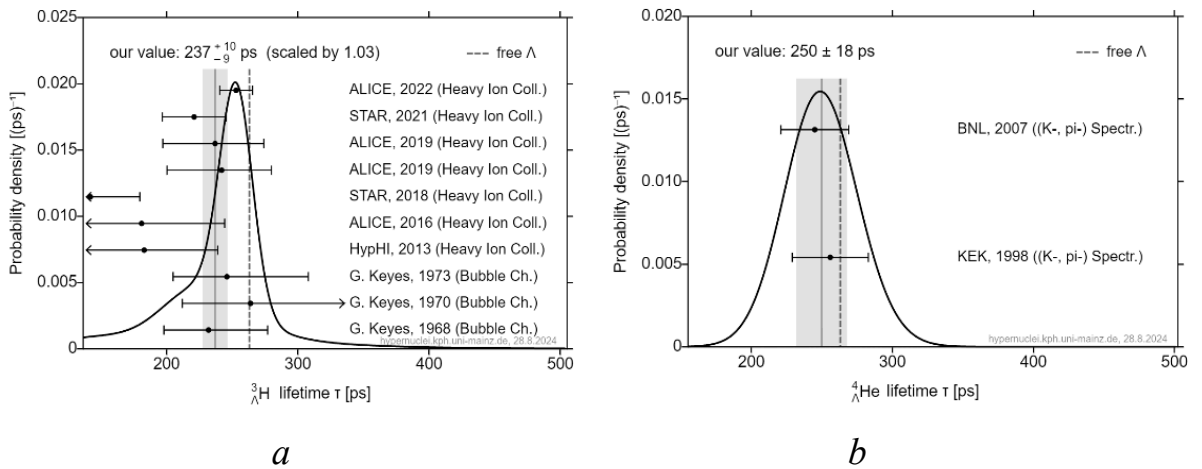 0.025
0.020
0.015
0.010
0.005
0
Probability density [(ps)⁻¹]
our value: 237 +10 −9 ps (scaled by 1.03)
free Λ
ALICE, 2022 (Heavy Ion Coll.)
STAR, 2021 (Heavy Ion Coll.)
ALICE, 2019 (Heavy Ion Coll.)
ALICE, 2019 (Heavy Ion Coll.)
STAR, 2018 (Heavy Ion Coll.)
ALICE, 2016 (Heavy Ion Coll.)
HypHI, 2013 (Heavy Ion Coll.)
G. Keyes, 1973 (Bubble Ch.)
G. Keyes, 1970 (Bubble Ch.)
G. Keyes, 1968 (Bubble Ch.)
hypernuclei.kph.uni-mainz.de, 28.8.2024
200 300 400 500
³ΛH lifetime τ [ps]
a
0.020
0.015
0.010
0.005
0
Probability density [(ps)⁻¹]
our value: 250 ± 18 ps
free Λ
BNL, 2007 ((K-, pi-) Spectr.)
KEK, 1998 ((K-, pi-) Spectr.)
hypernuclei.kph.uni-mainz.de, 28.8.2024
200 300 400 500
⁴ΛHe lifetime τ [ps]
b